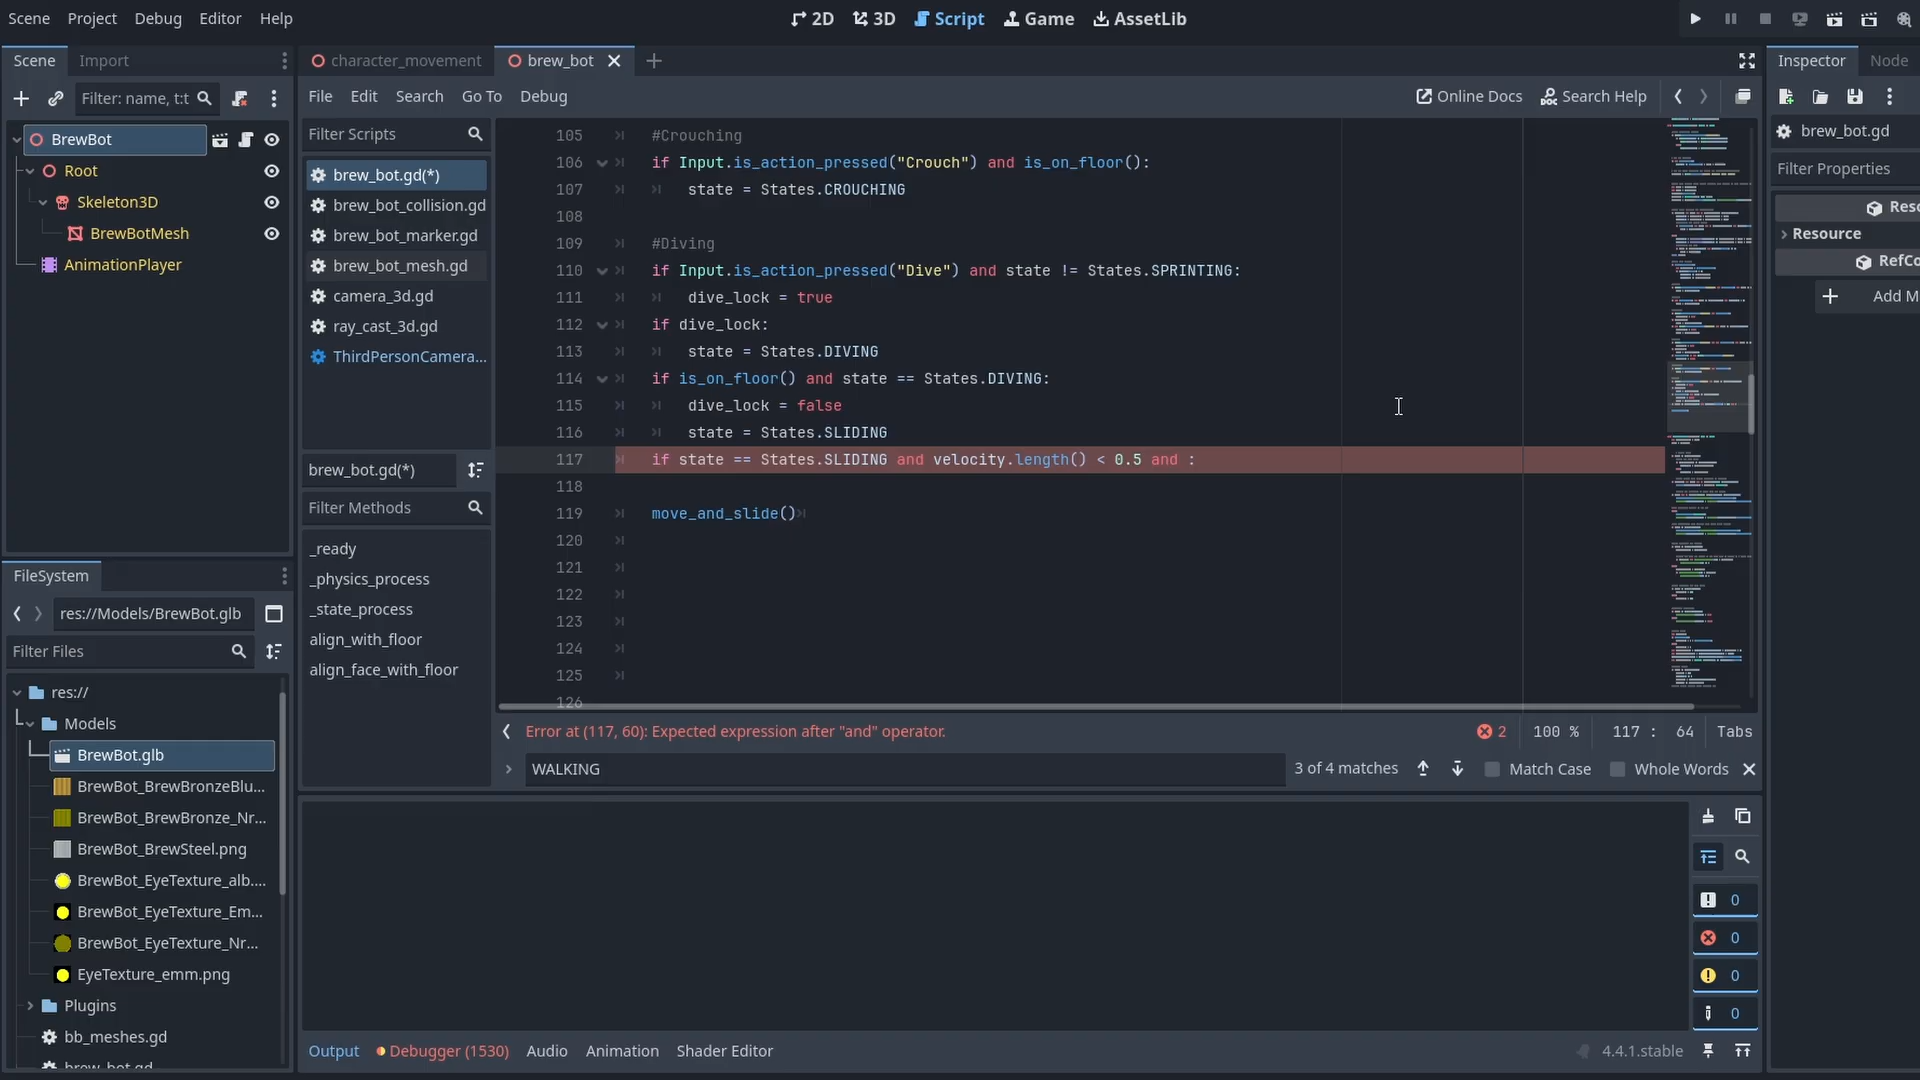 Scene Project Debug Editor Help
2D 3D Script Game AssetLib
Scene Import
Filter: name, t:t
BrewBot
Root
Skeleton3D
BrewBotMesh
AnimationPlayer
FileSystem
res://Models/BrewBot.glb
Filter Files
res://
Models
BrewBot.glb
BrewBot_BrewBronzeBlu...
BrewBot_BrewBronze_Nr...
BrewBot_BrewSteel.png
BrewBot_EyeTexture_alb....
BrewBot_EyeTexture_Em...
BrewBot_EyeTexture_Nr...
EyeTexture_emm.png
Plugins
bb_meshes.gd
brew_bot.gd
character_movement brew_bot
File Edit Search Go To Debug
Online Docs Search Help
Filter Scripts
brew_bot.gd(*)
brew_bot_collision.gd
brew_bot_marker.gd
brew_bot_mesh.gd
camera_3d.gd
ray_cast_3d.gd
ThirdPersonCamera...
brew_bot.gd(*)
Filter Methods
_ready
_physics_process
_state_process
align_with_floor
align_face_with_floor
105 #Crouching
106 if Input.is_action_pressed("Crouch") and is_on_floor():
107 state = States.CROUCHING
108
109 #Diving
110 if Input.is_action_pressed("Dive") and state != States.SPRINTING:
111 dive_lock = true
112 if dive_lock:
113 state = States.DIVING
114 if is_on_floor() and state == States.DIVING:
115 dive_lock = false
116 state = States.SLIDING
117 if state == States.SLIDING and velocity.length() < 0.5 and :
118
119 move_and_slide()
120
121
122
123
124
125
126
Error at (117, 60): Expected expression after "and" operator.
2 100 % 117 : 64 Tabs
WALKING 3 of 4 matches Match Case Whole Words
0
0
0
0
Output Debugger (1530) Audio Animation Shader Editor
4.4.1.stable
Inspector Node
brew_bot.gd
Filter Properties
Reso
Resource
RefCo
Add M